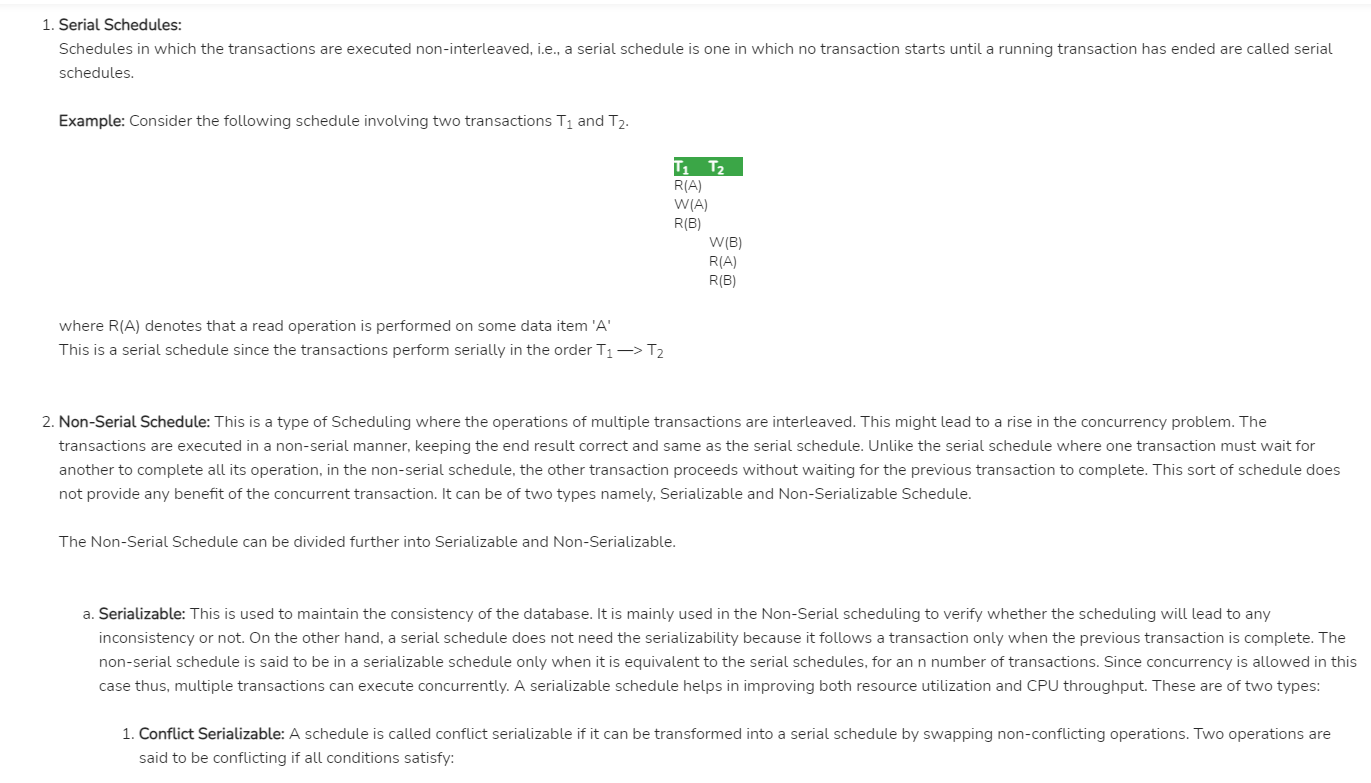 1. Serial Schedules:
Schedules in which the transactions are executed non-interleaved, i.e., a serial schedule is one in which no transaction starts until a running transaction has ended are called serial
schedules.
Example: Consider the following schedule involving two transactions T1 and T2.
T1 T2
R(A)
W(A)
R(B)
W(B)
R(A)
R(B)
where R(A) denotes that a read operation is performed on some data item 'A'
This is a serial schedule since the transactions perform serially in the order T1 —> T2
2. Non-Serial Schedule: This is a type of Scheduling where the operations of multiple transactions are interleaved. This might lead to a rise in the concurrency problem. The
transactions are executed in a non-serial manner, keeping the end result correct and same as the serial schedule. Unlike the serial schedule where one transaction must wait for
another to complete all its operation, in the non-serial schedule, the other transaction proceeds without waiting for the previous transaction to complete. This sort of schedule does
not provide any benefit of the concurrent transaction. It can be of two types namely, Serializable and Non-Serializable Schedule.
The Non-Serial Schedule can be divided further into Serializable and Non-Serializable.
a. Serializable: This is used to maintain the consistency of the database. It is mainly used in the Non-Serial scheduling to verify whether the scheduling will lead to any
inconsistency or not. On the other hand, a serial schedule does not need the serializability because it follows a transaction only when the previous transaction is complete. The
non-serial schedule is said to be in a serializable schedule only when it is equivalent to the serial schedules, for an n number of transactions. Since concurrency is allowed in this
case thus, multiple transactions can execute concurrently. A serializable schedule helps in improving both resource utilization and CPU throughput. These are of two types:
1. Conflict Serializable: A schedule is called conflict serializable if it can be transformed into a serial schedule by swapping non-conflicting operations. Two operations are
said to be conflicting if all conditions satisfy: